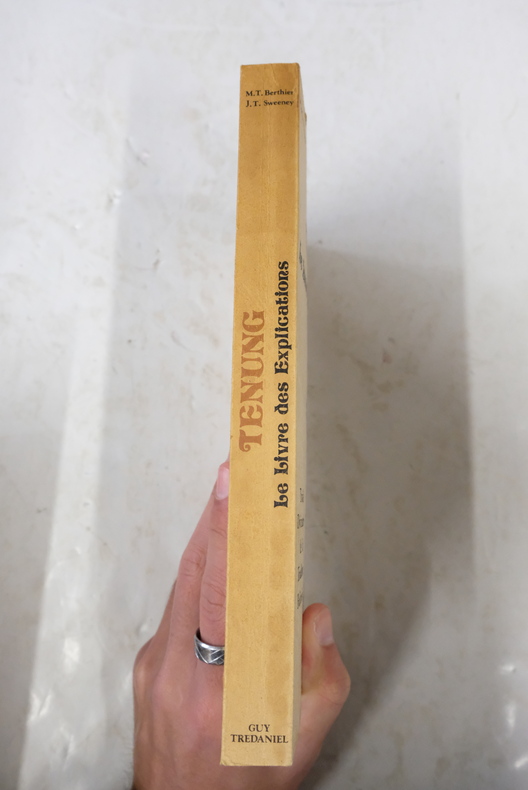 M.T. Berthier
J.T. Sweeney
TENUNG
Le Livre des Explications
GUY
TREDANIEL